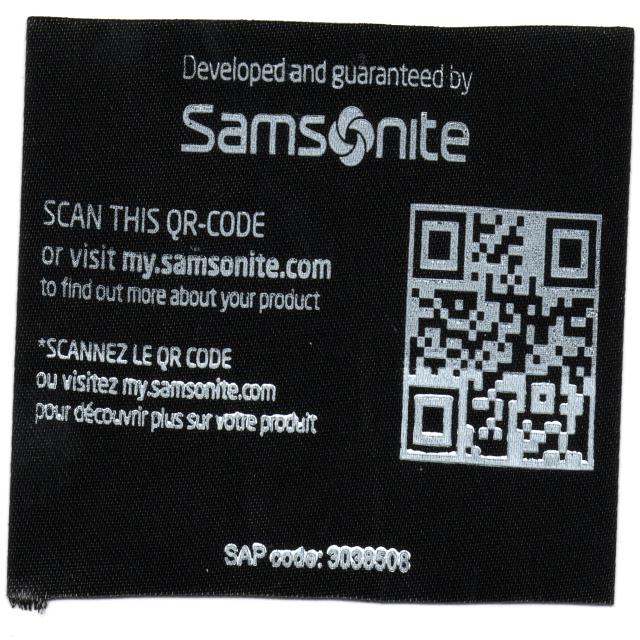 Developed and guaranteed by
Samsonite
SCAN THIS QR-CODE
or visit my.samsonite.com
to find out more about your product
*SCANNEZ LE QR CODE
ou visitez my.samsonite.com
pour découvrir plus sur votre produit
SAP code: